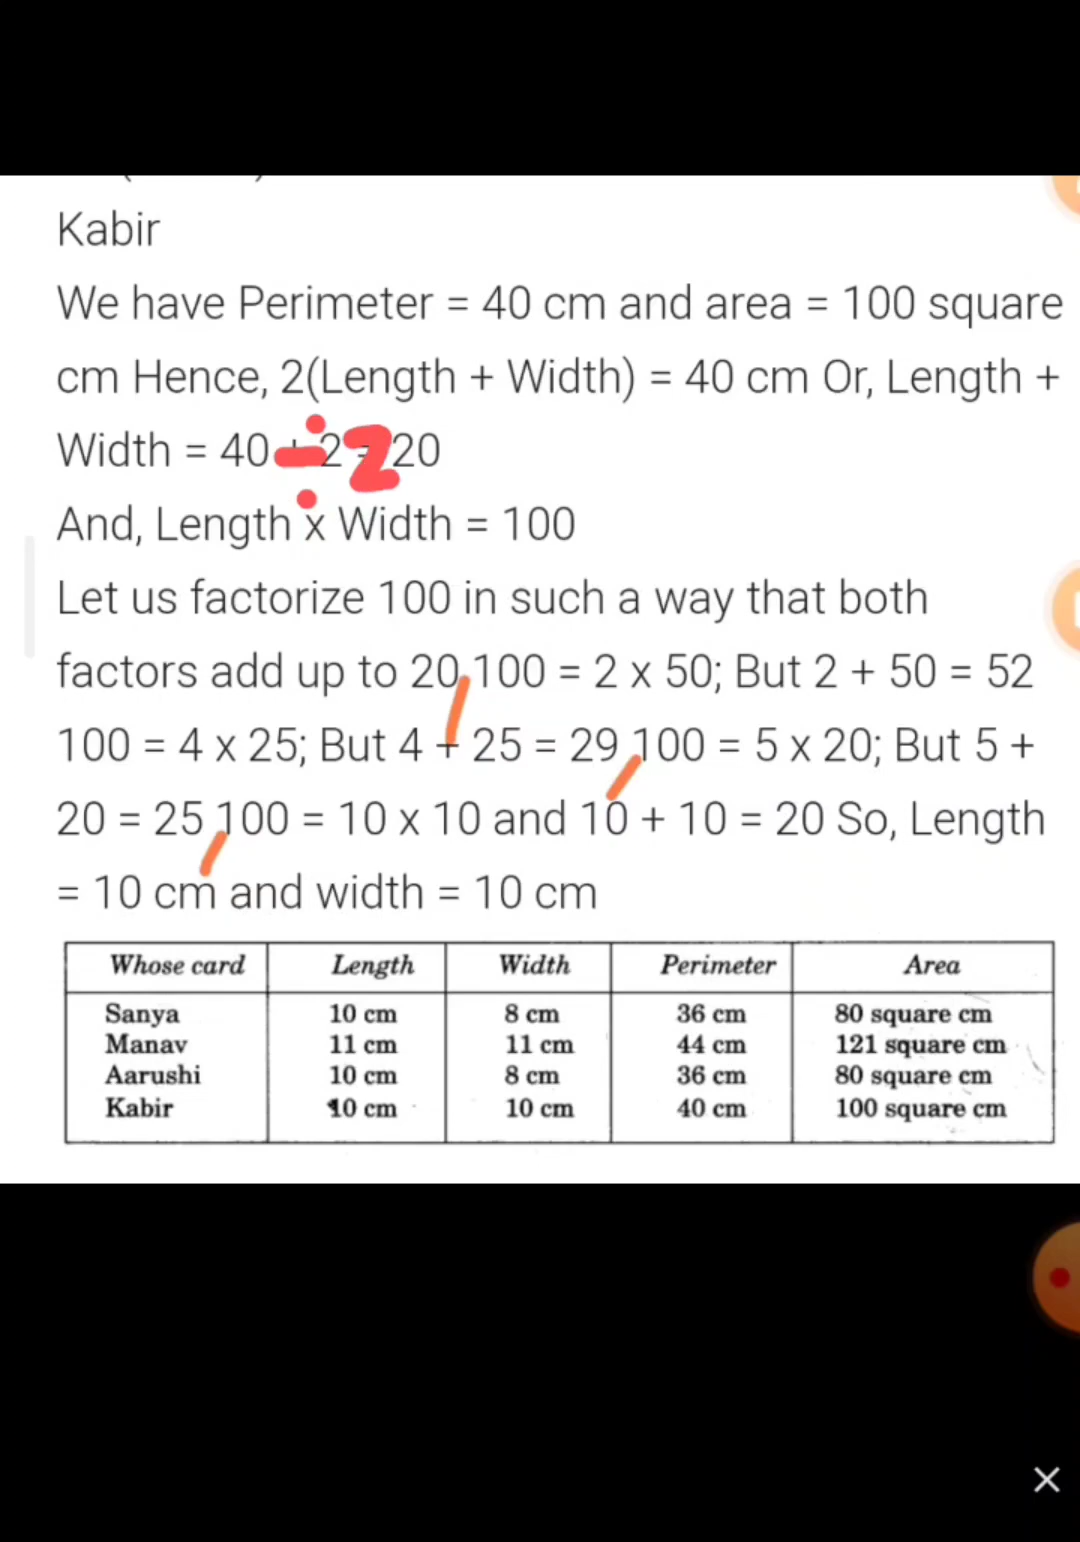 Kabir
We have Perimeter = 40 cm and area = 100 square
cm Hence, 2(Length + Width) = 40 cm Or, Length +
Width = 40 ÷ 2 = 20
And, Length x Width = 100
Let us factorize 100 in such a way that both
factors add up to 20,100 = 2 x 50; But 2 + 50 = 52
100 = 4 x 25; But 4 + 25 = 29,100 = 5 x 20; But 5 +
20 = 25,100 = 10 x 10 and 10 + 10 = 20 So, Length
= 10 cm and width = 10 cm
Whose card Length Width Perimeter Area
Sanya 10 cm 8 cm 36 cm 80 square cm
Manav 11 cm 11 cm 44 cm 121 square cm
Aarushi 10 cm 8 cm 36 cm 80 square cm
Kabir 10 cm 10 cm 40 cm 100 square cm